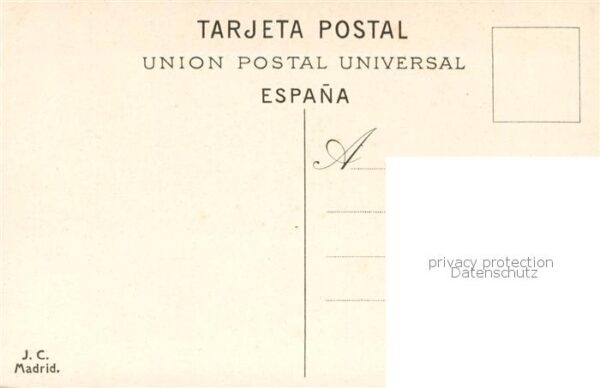 TARJETA POSTAL
UNION POSTAL UNIVERSAL
ESPAÑA
A
privacy protection
Datenschutz
J. C.
Madrid.